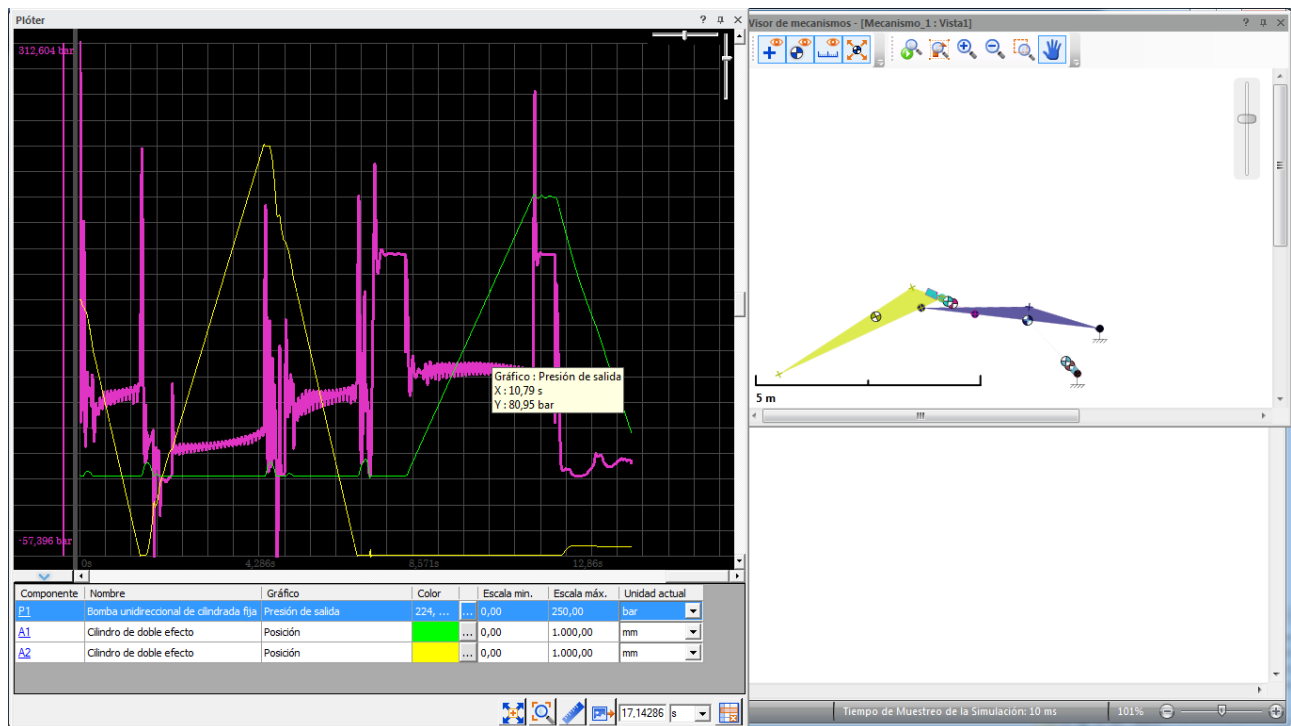 Plóter
312,604 bar
-57,396 bar
0s 4,286s 8,571s 12,86s
Gráfico : Presión de salida
X : 10,79 s
Y : 80,95 bar
Componente Nombre Gráfico Color Escala min. Escala máx. Unidad actual
P1 Bomba unidireccional de cilindrada fija Presión de salida 224, ... ... 0,00 250,00 bar
A1 Cilindro de doble efecto Posición ... 0,00 1.000,00 mm
A2 Cilindro de doble efecto Posición ... 0,00 1.000,00 mm
17,14286 s
Visor de mecanismos - [Mecanismo_1 : Vista1]
5 m
Tiempo de Muestreo de la Simulación: 10 ms 101%